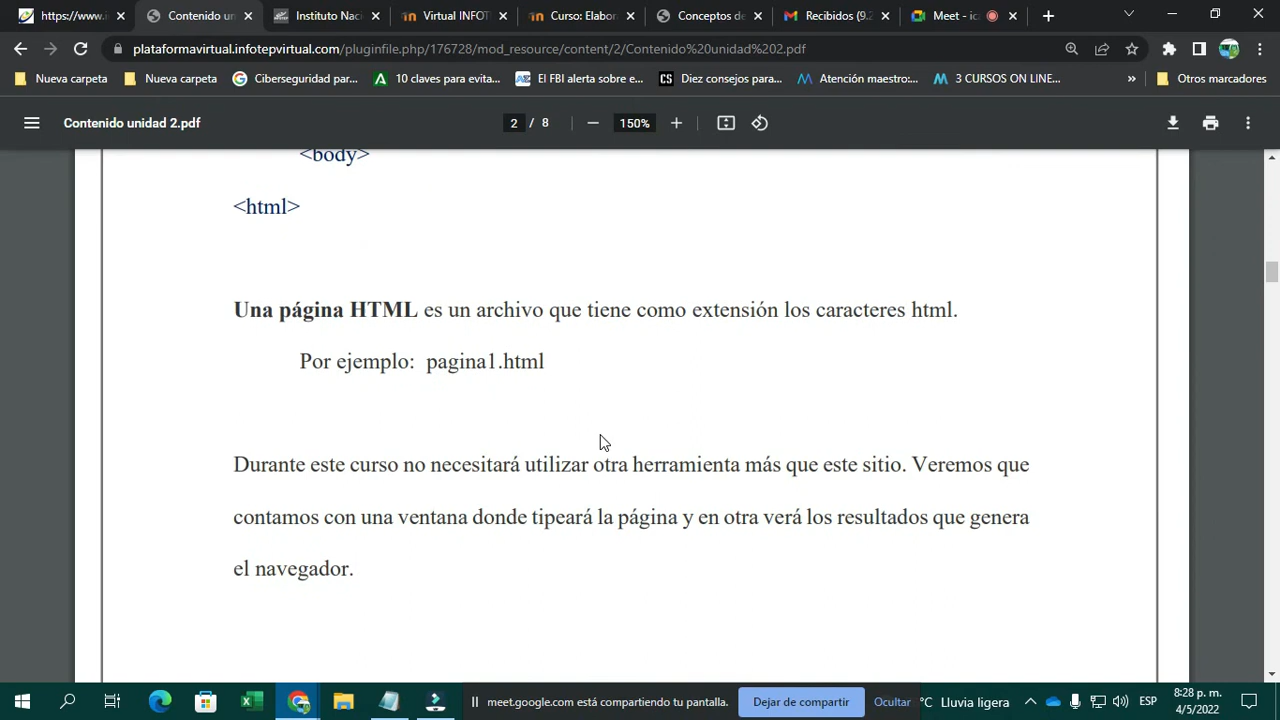 https://www.i
Contenido un
Instituto Naci
Virtual INFOT
Curso: Elabor
Conceptos de
Recibidos (9.2
Meet - ic
plataformavirtual.infotepvirtual.com/pluginfile.php/176728/mod_resource/content/2/Contenido%20unidad%202.pdf
Nueva carpeta
Nueva carpeta
Ciberseguridad par...
10 claves para evita...
El FBI alerta sobre e...
Diez consejos para...
Atención maestro:...
3 CURSOS ON LINE...
»
Otros marcadores
Contenido unidad 2.pdf
2 / 8
150%
<body>
<html>
Una página HTML es un archivo que tiene como extensión los caracteres html.
Por ejemplo: pagina1.html
Durante este curso no necesitará utilizar otra herramienta más que este sitio. Veremos que
contamos con una ventana donde tipeará la página y en otra verá los resultados que genera
el navegador.
meet.google.com está compartiendo tu pantalla.
Dejar de compartir
Ocultar
°C Lluvia ligera
ESP
8:28 p. m.
4/5/2022